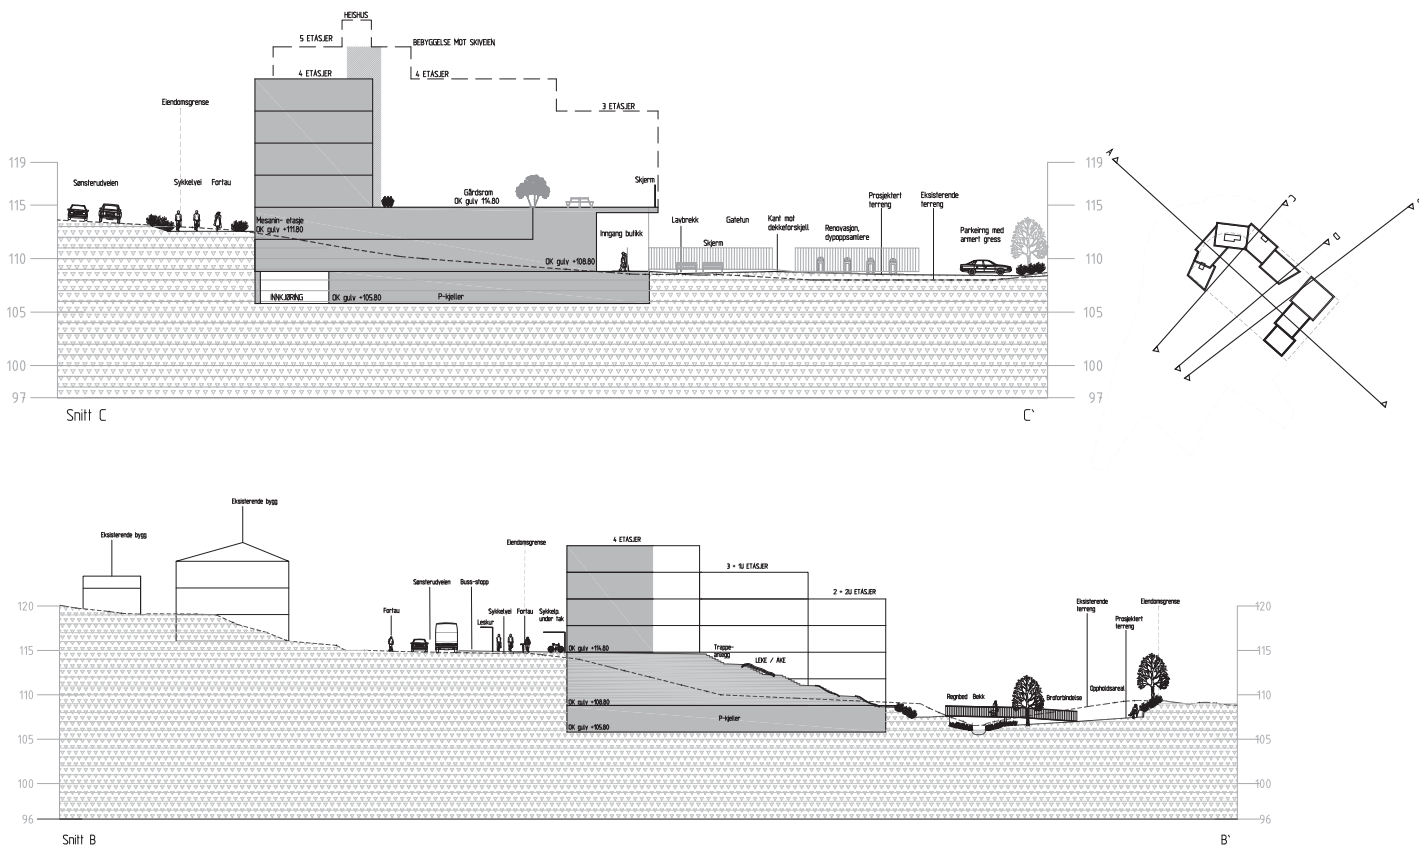 HEISHUS
5 ETASJER
BEBYGGELSE MOT SKIVEIEN
4 ETASJER
4 ETASJER
3 ETASJER
Eiendomsgrense
119
Sønsterudveien
Sykkelvei
Fortau
Gårdsrom
OK gulv 114.80
Skjerm
119
115
Mesanin- etasje
OK gulv +111.80
Inngang butikk
Lavbrekk
Skjerm
Gatetun
Kant mot
dekkeforskjell
Renovasjon,
dypoppsamlere
Prosjektert
terreng
Eksisterende
terreng
Parkeirng med
armert gress
115
110
OK gulv +108.80
110
INNKJØRING
OK gulv +105.80
P-kjeller
105
105
100
100
97
97
Snitt C
C`
A
C
D
Eksisterende bygg
Eksisterende bygg
Eiendomsgrense
4 ETASJER
3 + 1U ETASJER
2 + 2U ETASJER
120
Fortau
Sønsterudveien
Buss-stopp
Leskur
Sykkelvei
Fortau
Sykkelp.
under tak
Eksisterende
terreng
Prosjektert
terreng
Eiendomsgrense
120
115
OK gulv +114.80
Trappe-
anlegg
LEKE / AKE
115
110
OK gulv +108.80
Regnbed
Bekk
Broforbindelse
Oppholdsareal
110
P-kjeller
OK gulv +105.80
105
105
100
100
96
96
Snitt B
B`